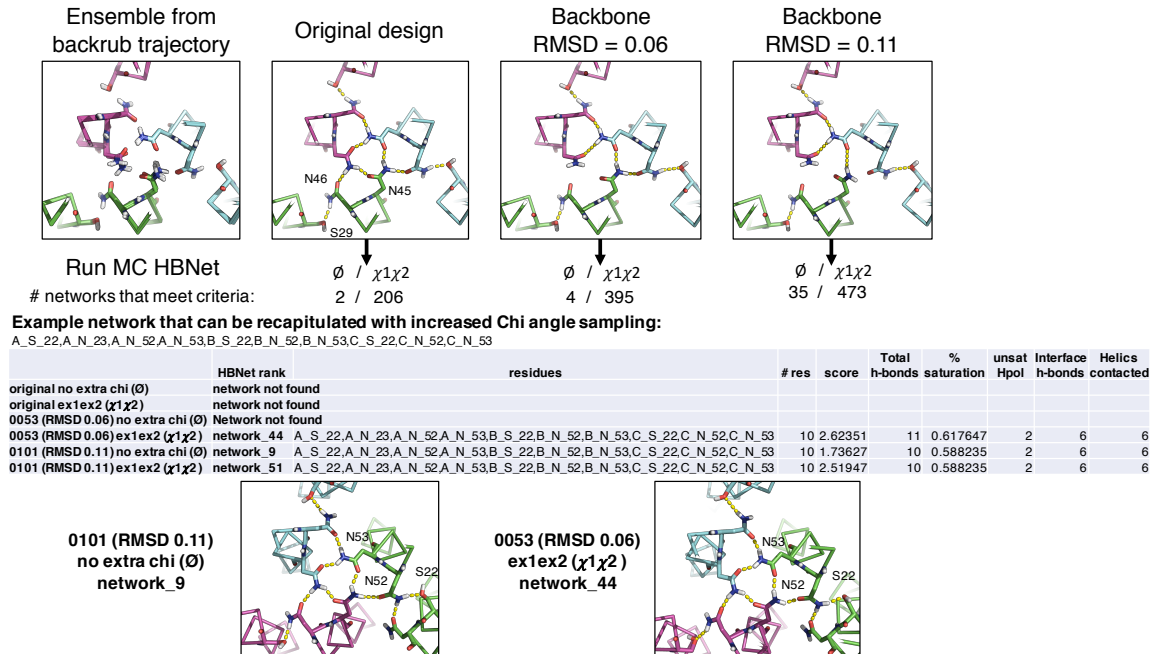 Ensemble from
backrub trajectory
Original design
Backbone
RMSD = 0.06
Backbone
RMSD = 0.11
N46
N45
S29
Run MC HBNet
# networks that meet criteria:
Ø / χ1χ2
2 / 206
Ø / χ1χ2
4 / 395
Ø / χ1χ2
35 / 473
Example network that can be recapitulated with increased Chi angle sampling:
A_S_22,A_N_23,A_N_52,A_N_53,B_S_22,B_N_52,B_N_53,C_S_22,C_N_52,C_N_53
HBNet rank residues # res score Total h-bonds % saturation unsat Hpol Interface h-bonds Helics contacted
original no extra chi (Ø) network not found
original ex1ex2 (χ1χ2) network not found
0053 (RMSD 0.06) no extra chi (Ø) Network not found
0053 (RMSD 0.06) ex1ex2 (χ1χ2) network_44 A_S_22,A_N_23,A_N_52,A_N_53,B_S_22,B_N_52,B_N_53,C_S_22,C_N_52,C_N_53 10 2.62351 11 0.617647 2 6 6
0101 (RMSD 0.11) no extra chi (Ø) network_9 A_S_22,A_N_23,A_N_52,A_N_53,B_S_22,B_N_52,B_N_53,C_S_22,C_N_52,C_N_53 10 1.73627 10 0.588235 2 6 6
0101 (RMSD 0.11) ex1ex2 (χ1χ2) network_51 A_S_22,A_N_23,A_N_52,A_N_53,B_S_22,B_N_52,B_N_53,C_S_22,C_N_52,C_N_53 10 2.51947 10 0.588235 2 6 6
0101 (RMSD 0.11)
no extra chi (Ø)
network_9
N53
N52
S22
0053 (RMSD 0.06)
ex1ex2 (χ1χ2 )
network_44
N53
N52
S22